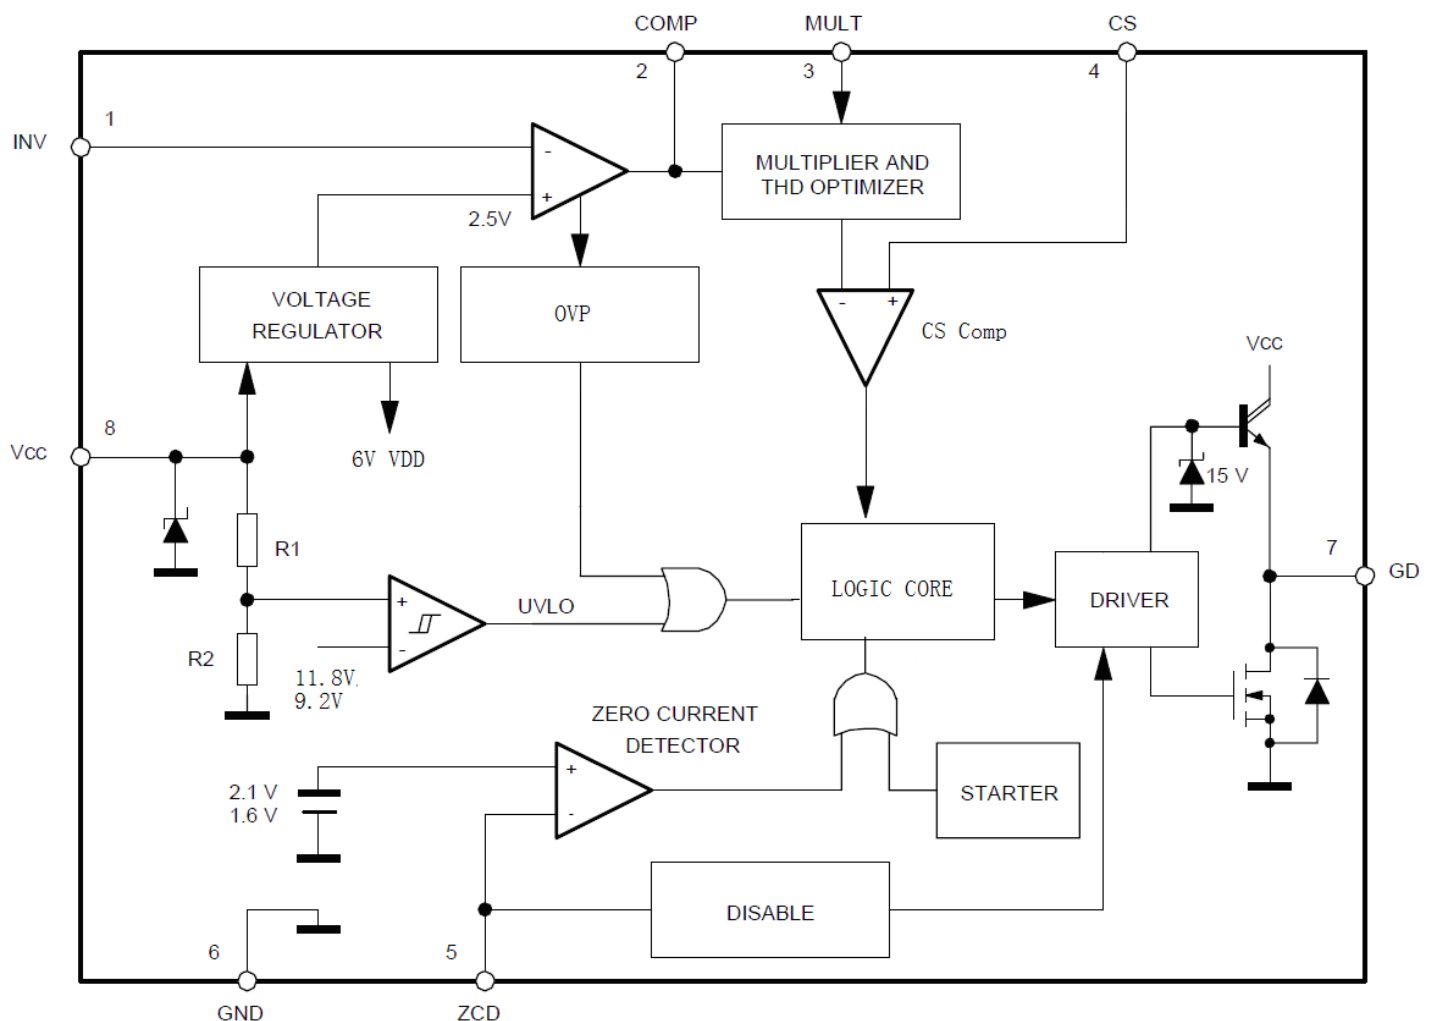 COMP
MULT
CS
2
3
4
1
INV
-
+
2.5V
MULTIPLIER AND
THD OPTIMIZER
VOLTAGE
REGULATOR
OVP
-
+
CS Comp
Vcc
8
Vcc
6V VDD
15 V
R1
7
GD
LOGIC CORE
DRIVER
+
-
UVLO
R2
11.8V
9.2V
ZERO CURRENT
DETECTOR
+
-
2.1 V
1.6 V
STARTER
DISABLE
6
5
GND
ZCD